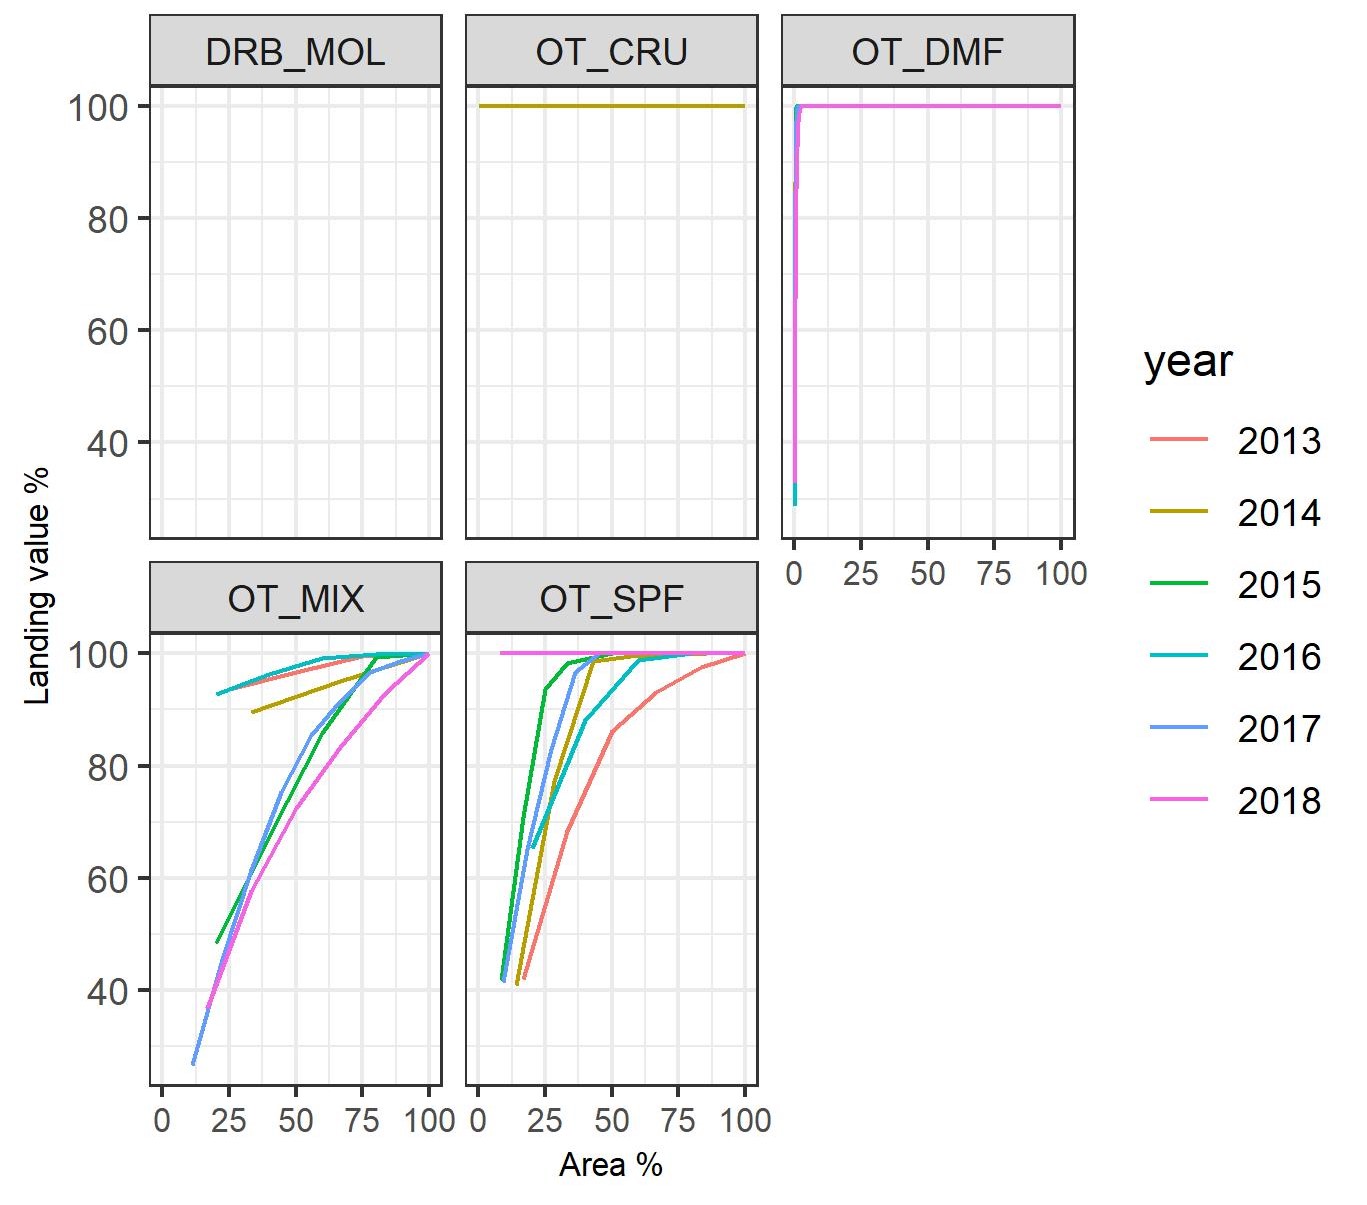 DRB_MOL OT_CRU OT_DMF
100
80
60
40
0 25 50 75 100
OT_MIX OT_SPF
100
80
60
40
0 25 50 75 100 0 25 50 75 100
Area %
Landing value %
year
2013
2014
2015
2016
2017
2018